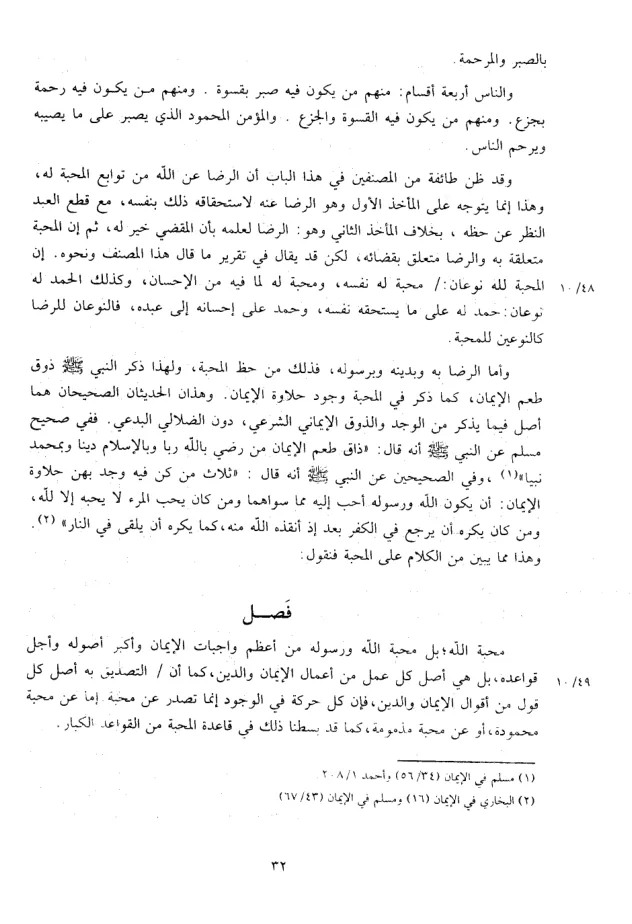 بالصبر والمرحمة .
والناس أربعة أقسام: منهم من يكون فيه صبر بقسوة . ومنهم من يكون فيه رحمة
بجزع. ومنهم من يكون فيه القسوة والجزع . والمؤمن المحمود الذي يصبر على ما يصيبه
ويرحم الناس .
وقد ظن طائفة من المصنفين في هذا الباب أن الرضا عن الله من توابع المحبة له،
وهذا إنما يتوجه على المأخذ الأول وهو الرضا عنه لاستحقاقه ذلك بنفسه، مع قطع العبد
النظر عن حظه ، بخلاف المأخذ الثاني وهو: الرضا لعلمه بأن المقضي خير له، ثم إن المحبة
متعلقة به والرضا متعلق بقضائه، لكن قد يقال في تقرير ما قال هذا المصنف ونحوه. إن
المحبة لله نوعان:/ محبة له نفسه، ومحبة له لما فيه من الإحسان، وكذلك الحمد له
١٠/٤٨
نوعان: حمد له على ما يستحقه نفسه، وحمد على إحسانه إلى عبده، فالنوعان للرضا
كالنوعين للمحبة .
وأما الرضا به وبدينه وبرسوله، فذلك من حظ المحبة، ولهذا ذكر النبي ﷺ ذوق
طعم الإيمان، كما ذكر في المحبة وجود حلاوة الإيمان. وهذان الحديثان الصحيحان هما
أصل فيما يذكر من الوجد والذوق الإيماني الشرعي، دون الضلالي البدعي. ففي صحيح
مسلم عن النبي ﷺ أنه قال: «ذاق طعم الإيمان من رضي بالله ربا وبالإسلام دينا وبمحمد
نبيا»(١) ، وفي الصحيحين عن النبي ﷺ أنه قال : «ثلاث من كن فيه وجد بهن حلاوة
الإيمان: أن يكون الله ورسوله أحب إليه مما سواهما ومن كان يحب المرء لا يحبه إلا لله،
ومن كان يكره أن يرجع في الكفر بعد إذ أنقذه الله منه، كما يكره أن يلقى في النار» (٢).
وهذا مما يبين من الكلام على المحبة فنقول:
فَصـل
محبة الله؛ بل محبة الله ورسوله من أعظم واجبات الإيمان وأكبر أصوله وأجل
قواعده، بل هي أصل كل عمل من أعمال الإيمان والدين، كما أن / التصديق به أصل كل
١٠/٤٩
قول من أقوال الإيمان والدين، فإن كل حركة في الوجود إنما تصدر عن محبة إما عن محبة
محمودة، أو عن محبة مذمومة، كما قد بسطنا ذلك في قاعدة المحبة من القواعد الكبار .
(١) مسلم في الإيمان (٥٦/٣٤) وأحمد ٢٠٨/١
(٢) البخاري في الإيمان (١٦) ومسلم في الإيمان (٦٧/٤٣)
٣٢